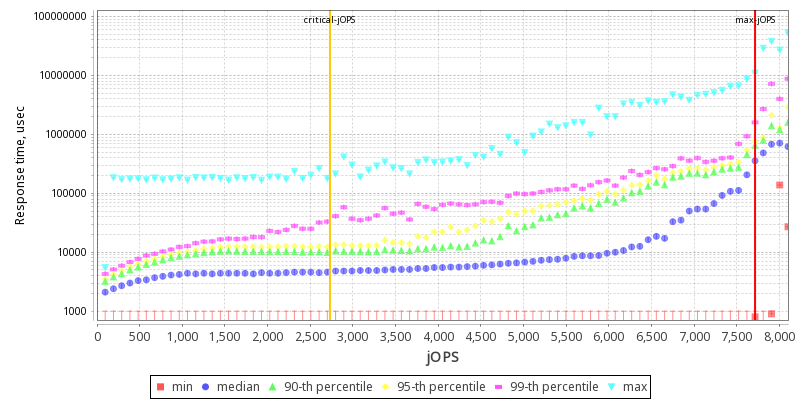 critical-jOPS max-jOPS
100000000
10000000
1000000
100000
10000
1000
Response time, usec
0 500 1,000 1,500 2,000 2,500 3,000 3,500 4,000 4,500 5,000 5,500 6,000 6,500 7,000 7,500 8,000
jOPS
min median 90-th percentile 95-th percentile 99-th percentile max